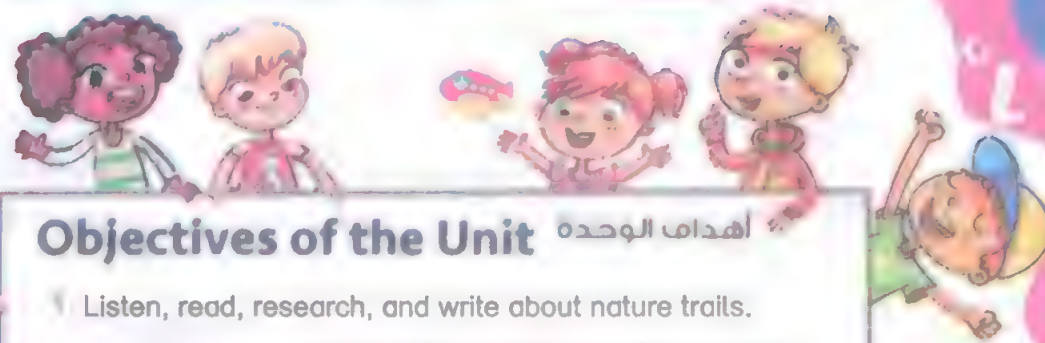 Objectives of the Unit أهداف الوحدة
Listen, read, research, and write about nature trails.